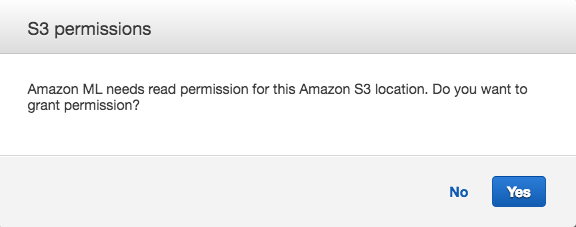 S3 permissions
Amazon ML needs read permission for this Amazon S3 location. Do you want to
grant permission?
No
Yes